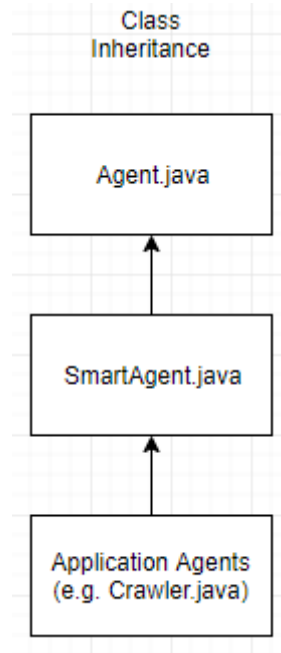 Class
Inheritance
Agent.java
SmartAgent.java
Application Agents
(e.g. Crawler.java)